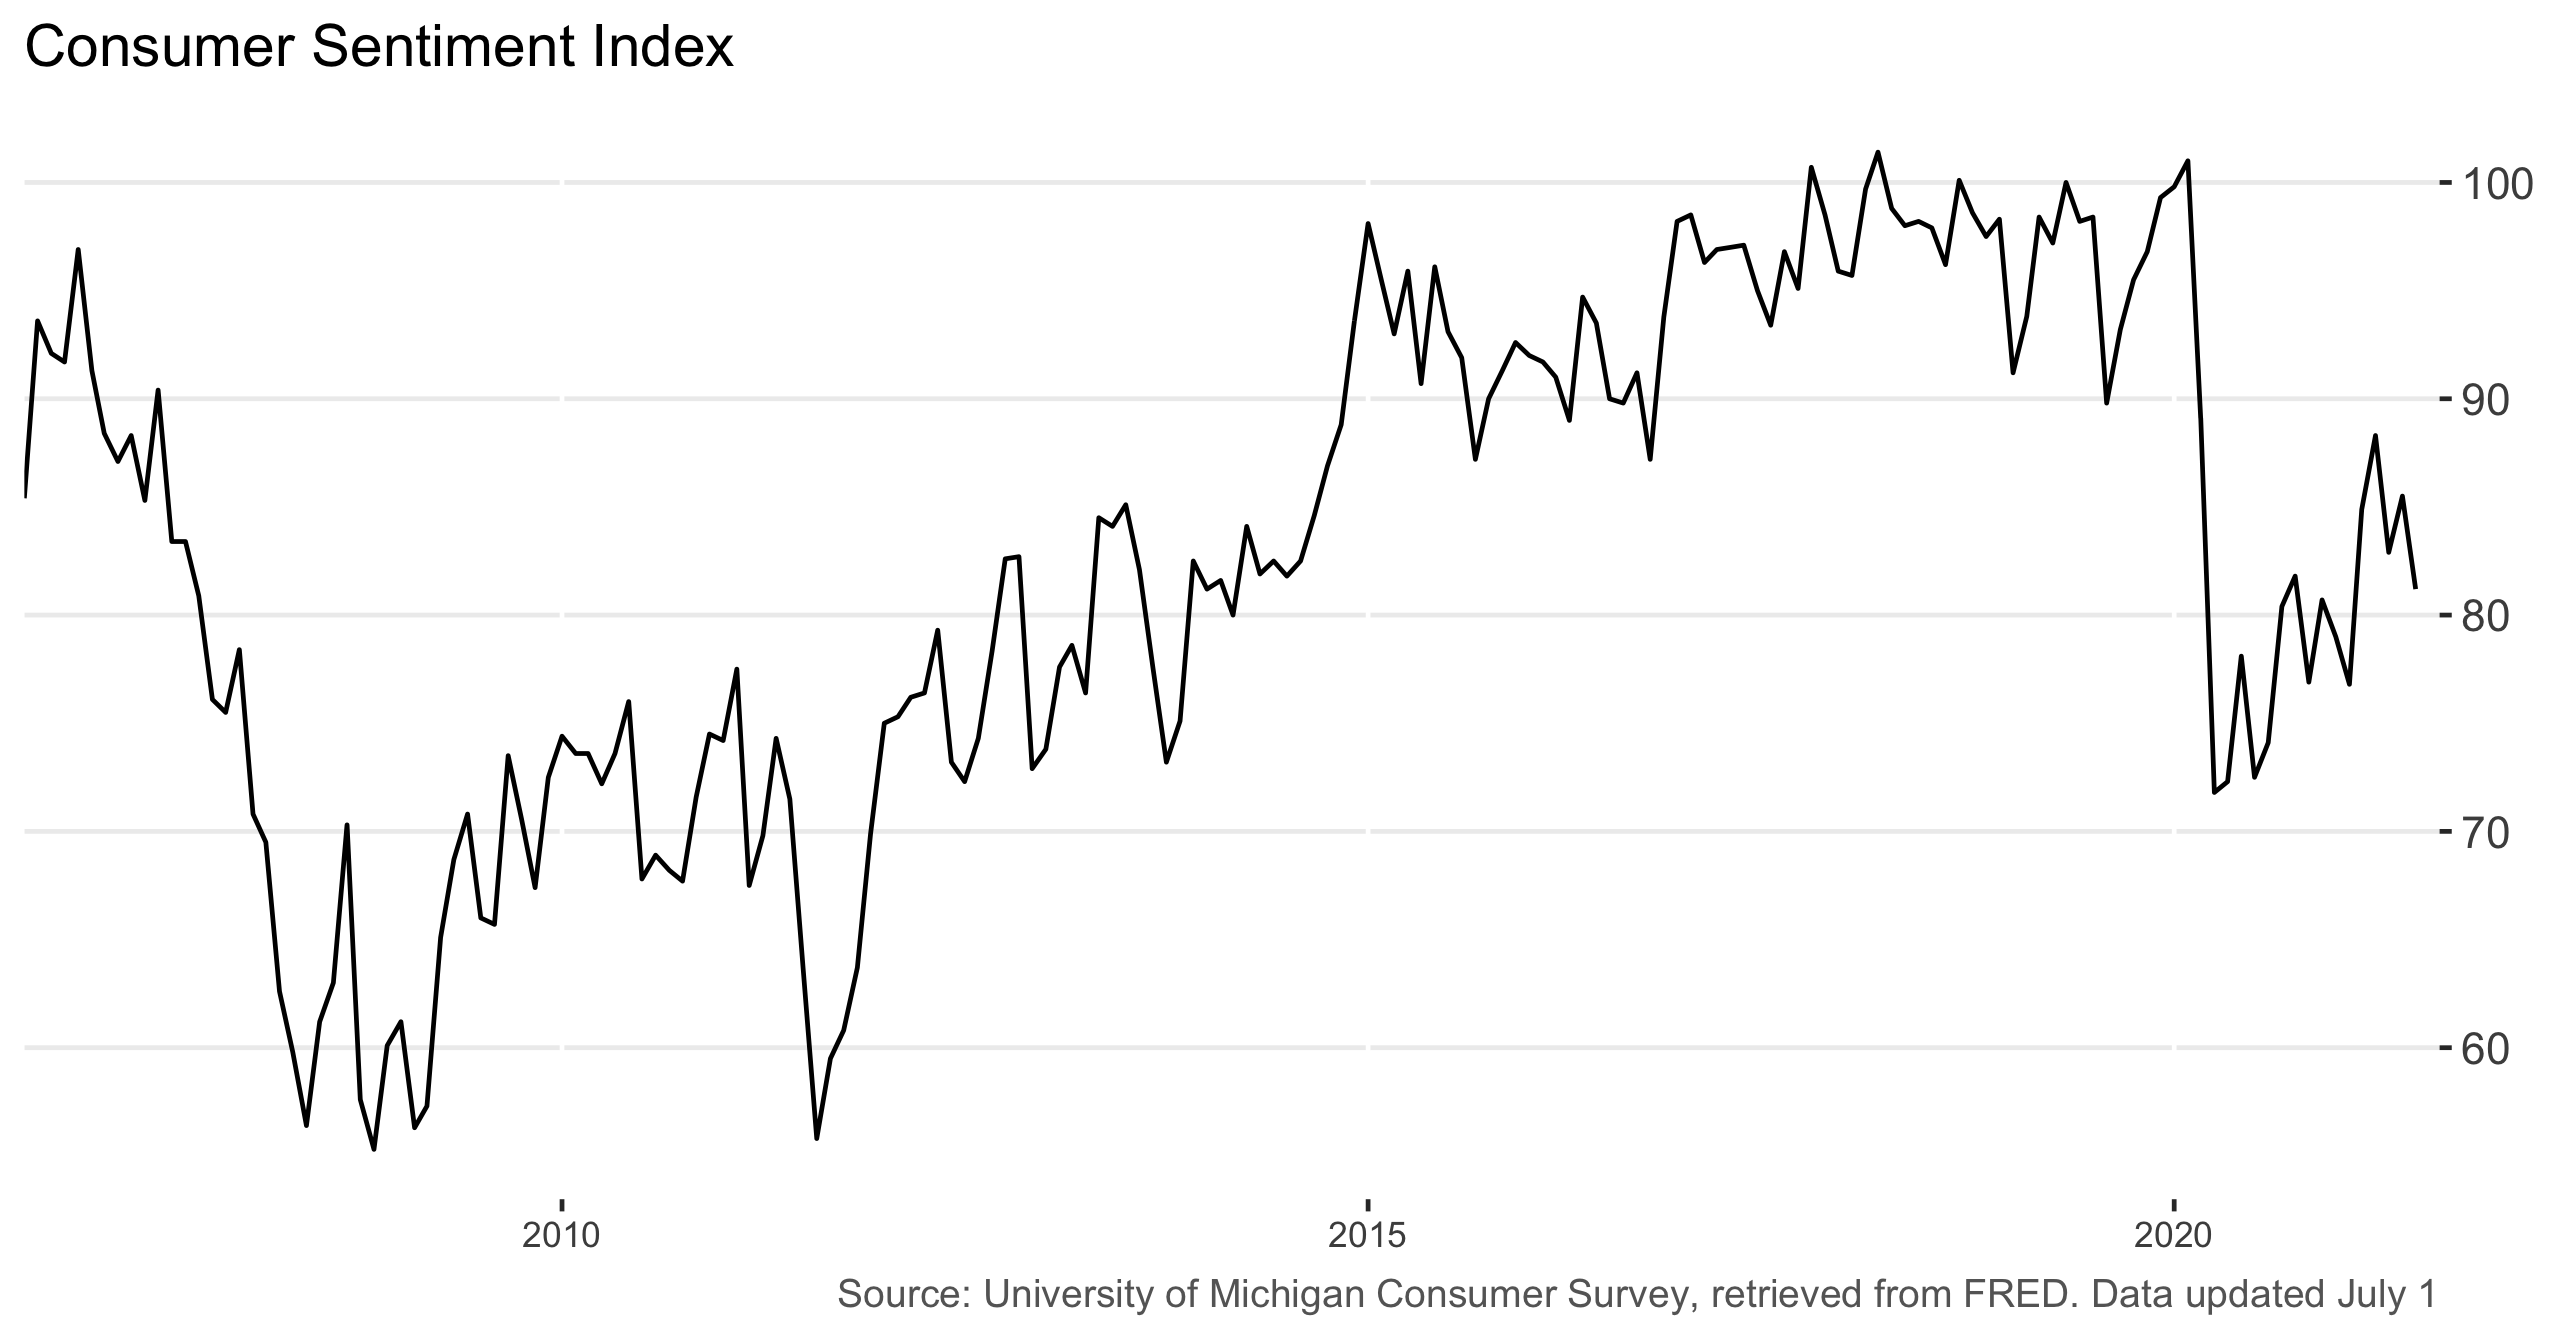 Consumer Sentiment Index
100
90
80
70
60
2010 2015 2020
Source: University of Michigan Consumer Survey, retrieved from FRED. Data updated July 1